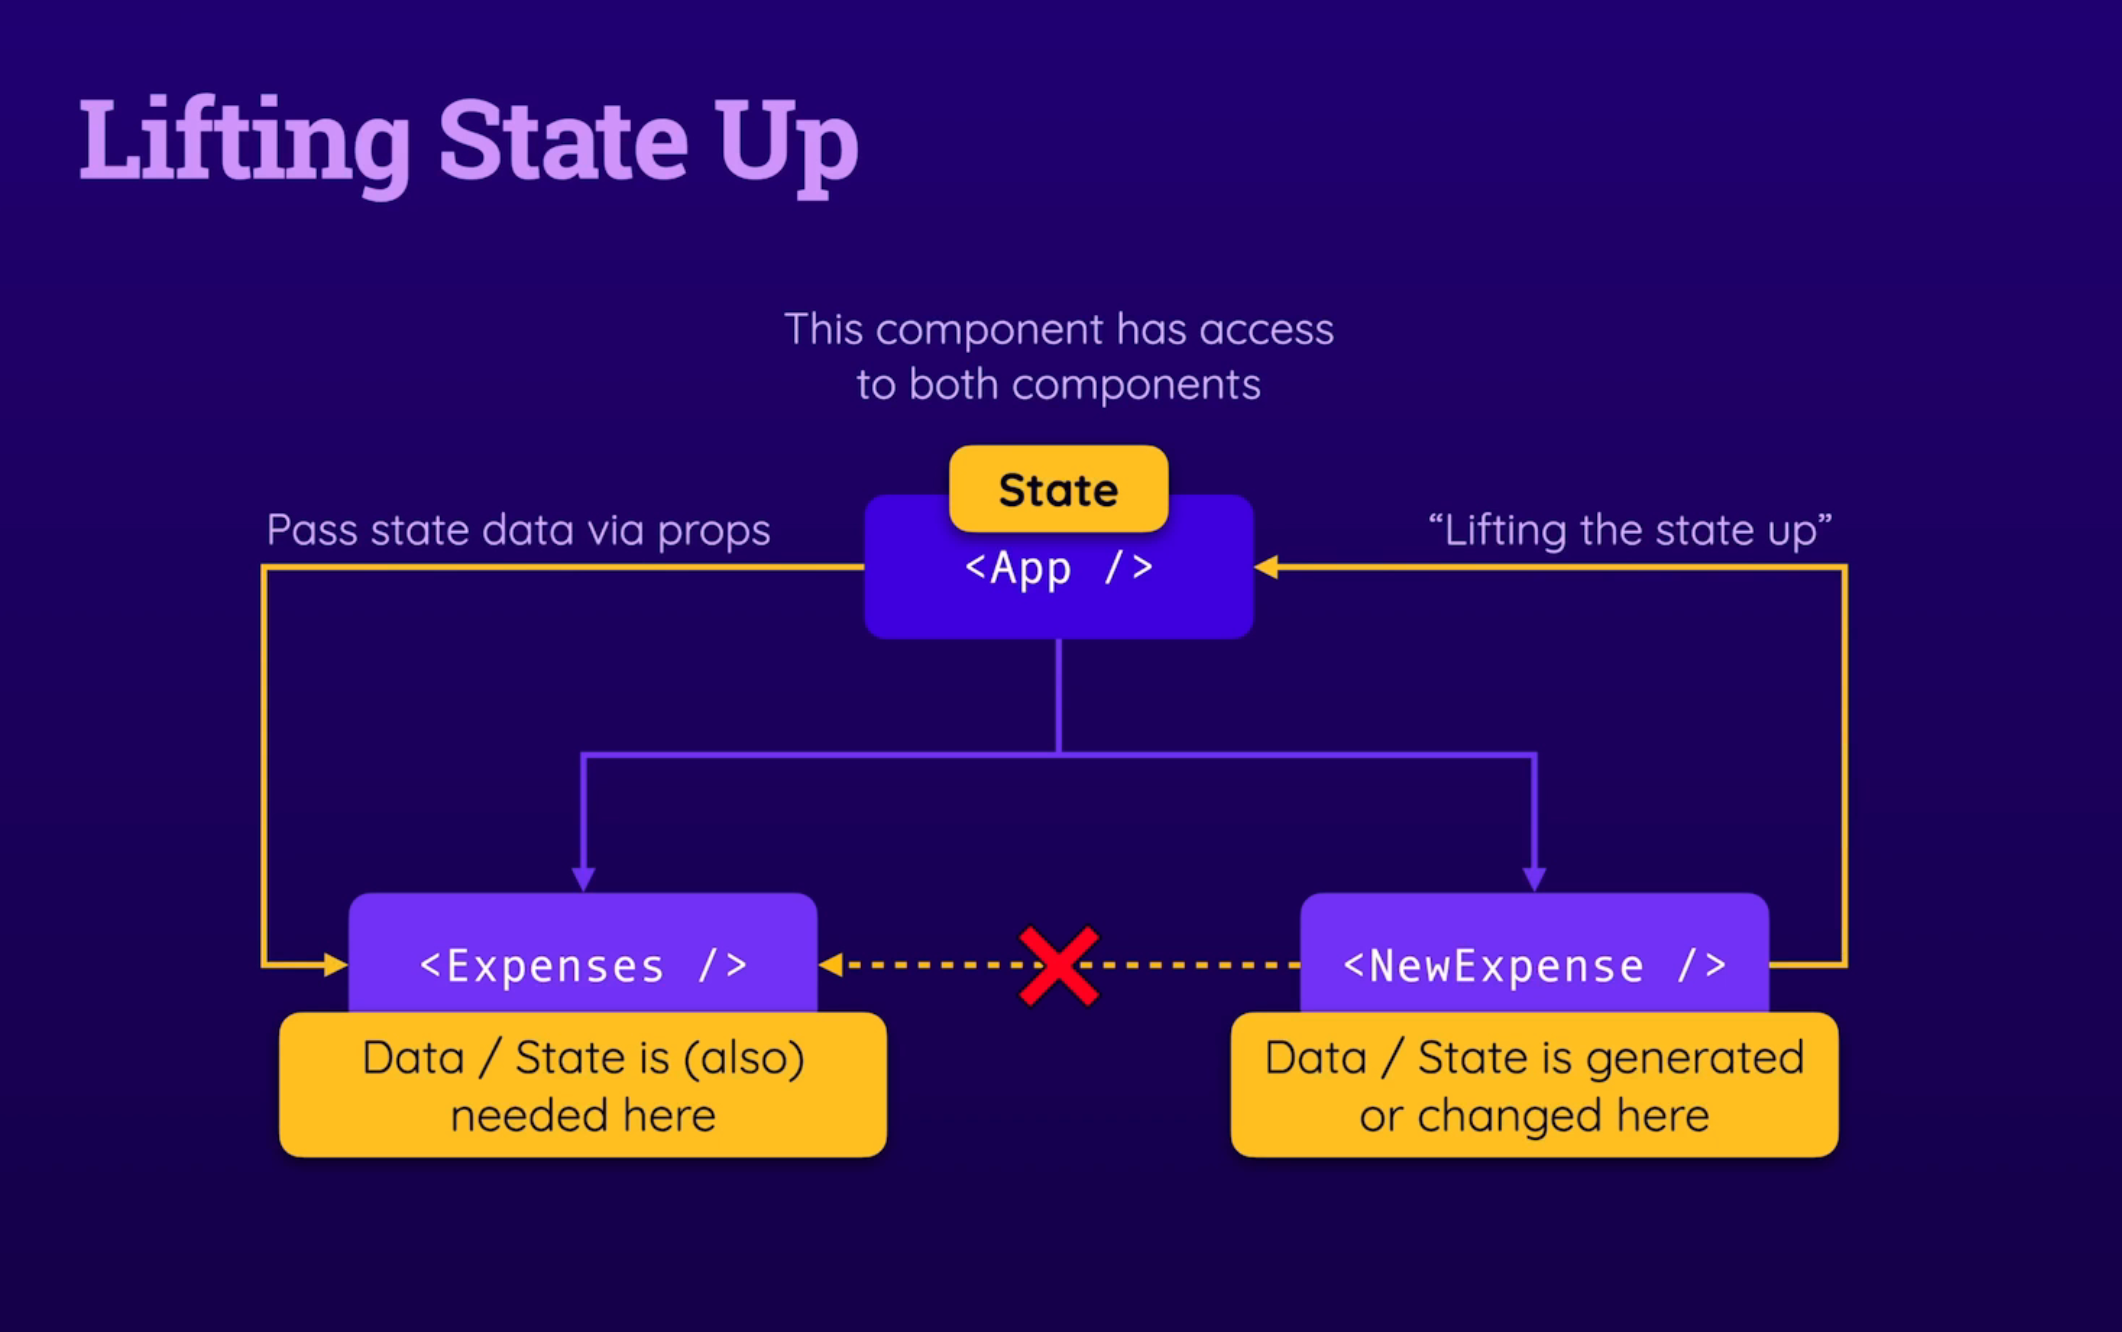 Lifting State Up
This component has access
to both components
State
Pass state data via props
<App />
“Lifting the state up”
<Expenses />
<NewExpense />
Data / State is (also)
needed here
Data / State is generated
or changed here